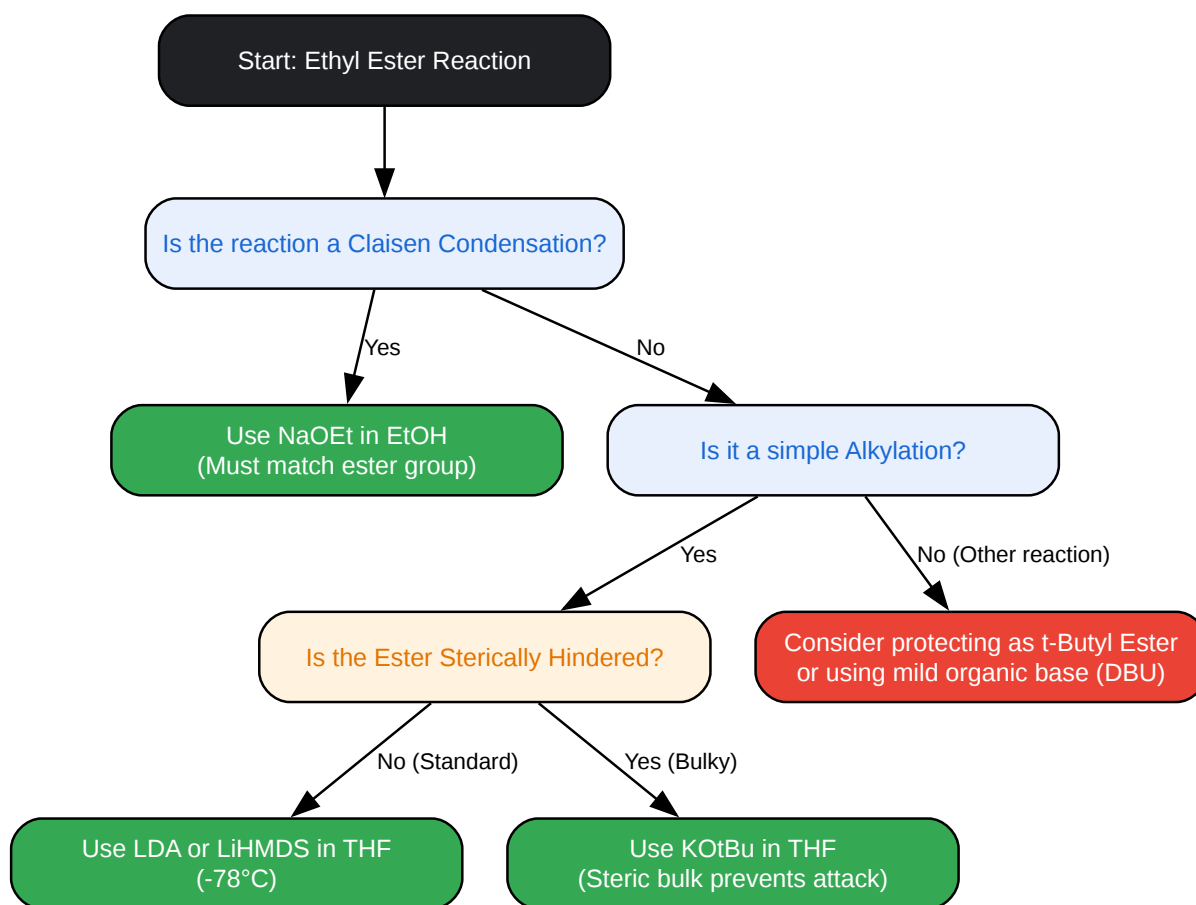 Start: Ethyl Ester Reaction
Is the reaction a Claisen Condensation?
Yes
No
Use NaOEt in EtOH
(Must match ester group)
Is it a simple Alkylation?
Yes
No (Other reaction)
Is the Ester Sterically Hindered?
Consider protecting as t-Butyl Ester
or using mild organic base (DBU)
No (Standard)
Yes (Bulky)
Use LDA or LiHMDS in THF
(-78°C)
Use KOtBu in THF
(Steric bulk prevents attack)